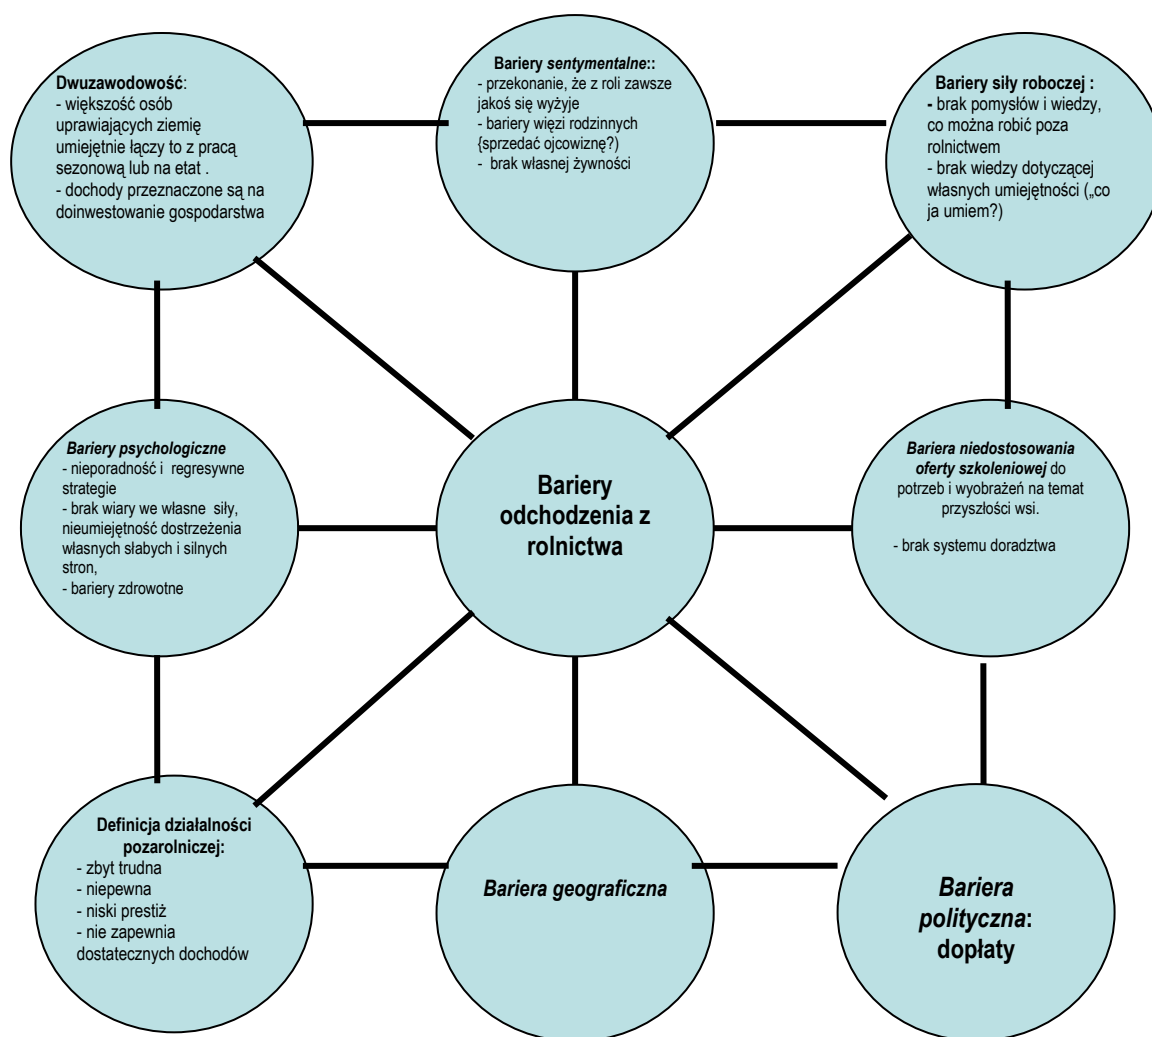 Dwuzawodowość:
- większość osób
uprawiających ziemię
umiejętnie łączy to z pracą
sezonową lub na etat .
- dochody przeznaczone są na
doinwestowanie gospodarstwa
Bariery sentymentalne::
- przekonanie, że z roli zawsze
jakoś się wyżyje
- bariery więzi rodzinnych
{sprzedać ojcowiznę?)
- brak własnej żywności
Bariery siły roboczej :
- brak pomysłów i wiedzy,
co można robić poza
rolnictwem
- brak wiedzy dotyczącej
własnych umiejętności („co
ja umiem?)
Bariery psychologiczne
- nieporadność i regresywne
strategie
- brak wiary we własne siły,
nieumiejętność dostrzeżenia
własnych słabych i silnych
stron,
- bariery zdrowotne
Bariery
odchodzenia z
rolnictwa
Bariera niedostosowania
oferty szkoleniowej do
potrzeb i wyobrażeń na temat
przyszłości wsi.
- brak systemu doradztwa
Definicja działalności
pozarolniczej:
- zbyt trudna
- niepewna
- niski prestiż
- nie zapewnia
dostatecznych dochodów
Bariera geograficzna
Bariera
polityczna:
dopłaty